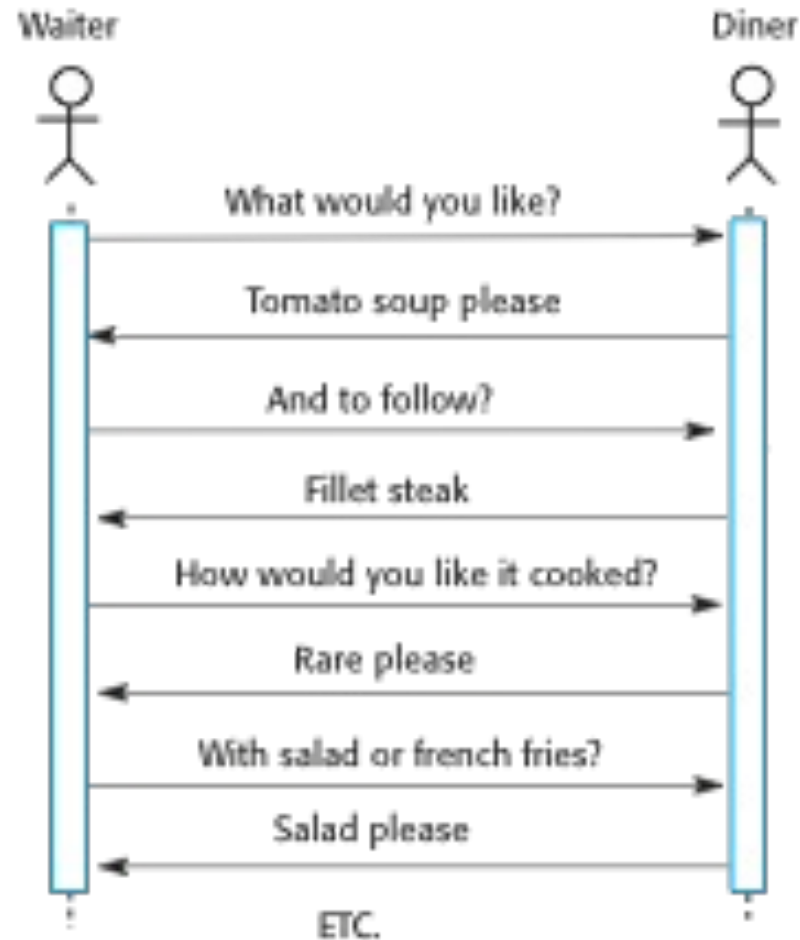 Waiter Diner
What would you like?
Tomato soup please
And to follow?
Fillet steak
How would you like it cooked?
Rare please
With salad or french fries?
Salad please
ETC.